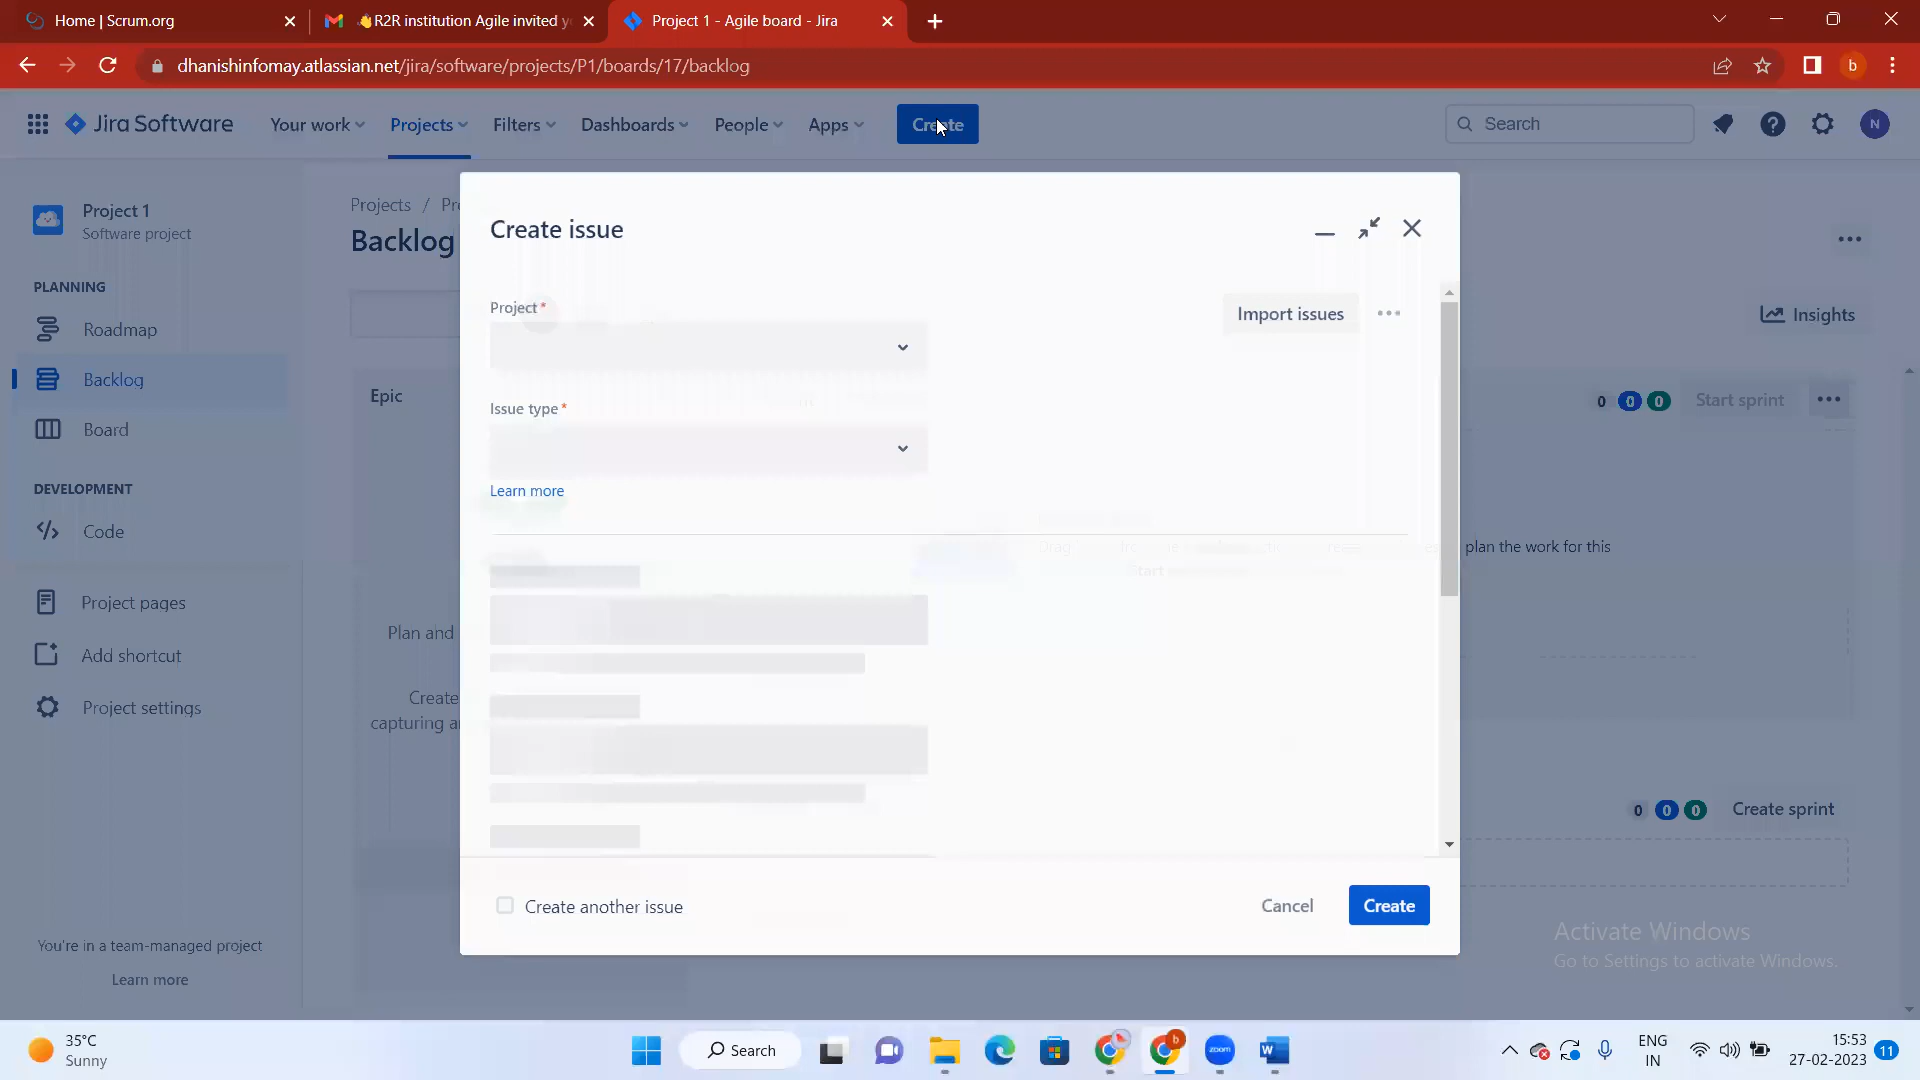 Home | Scrum.org
👋R2R institution Agile invited y
Project 1 - Agile board - Jira
dhanishinfomay.atlassian.net/jira/software/projects/P1/boards/17/backlog
b
Jira Software
Your work
Projects
Filters
Dashboards
People
Apps
Create
Search
N
Project 1
Software project
PLANNING
Roadmap
Backlog
Board
DEVELOPMENT
Code
Project pages
Add shortcut
Project settings
You're in a team-managed project
Learn more
Projects /
Backlog
Insights
Epic
0 0 0 Start sprint
Plan and
Create
capturing
plan the work for this
0 0 0 Create sprint
Create issue
Project*
Import issues
Issue type*
Learn more
Create another issue
Cancel
Create
Activate Windows
Go to Settings to activate Windows.
35°C
Sunny
Search
b
zoom
W
ENG
IN
15:53
27-02-2023
11